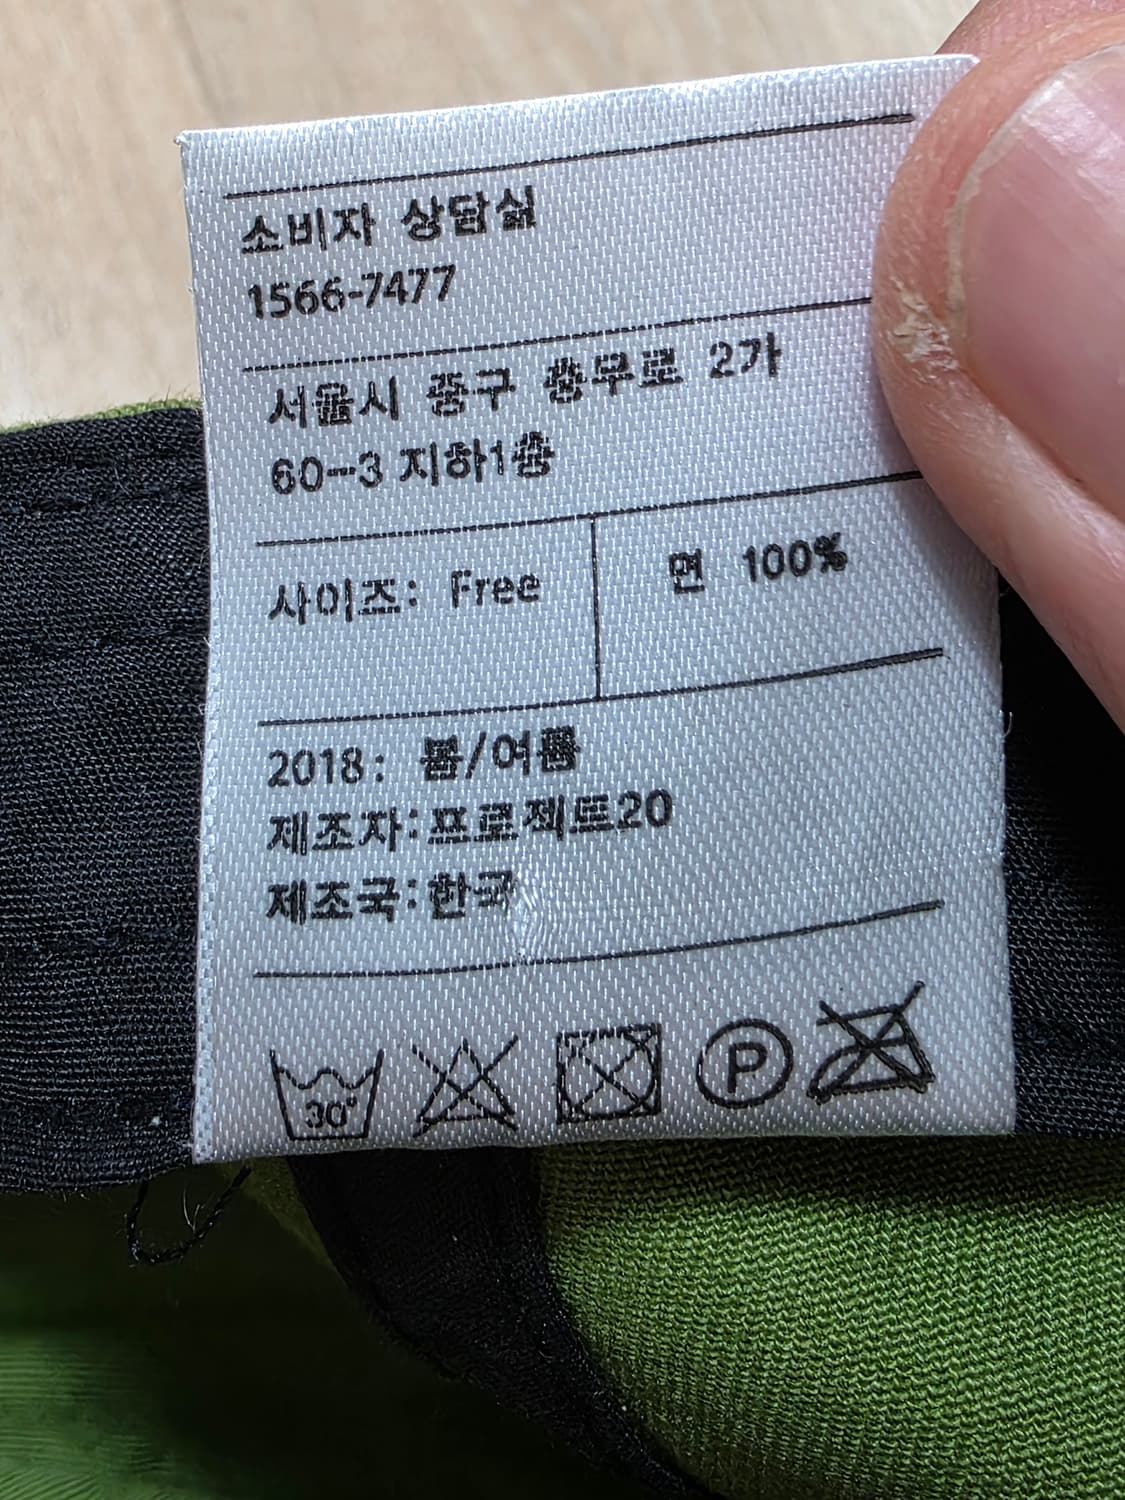 소비자 상담실
1566-7477
서울시 중구 충무로 2가
60-3 지하1층
사이즈: Free
면 100%
2018: 봄/여름
제조자:프로젝트20
제조국:한국
30°
P